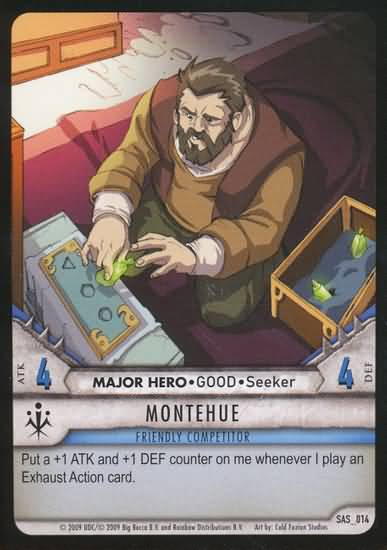 ATK
4
MAJOR HERO•GOOD•Seeker
4
DEF
MONTEHUE
FRIENDLY COMPETITOR
Put a +1 ATK and +1 DEF counter on me whenever I play an
Exhaust Action card.
SAS_014
© 2009 UDC/© 2009 Big Bocca B.V. and Rainbow Distributions B.V. Art by: Cold Fuzion Studios